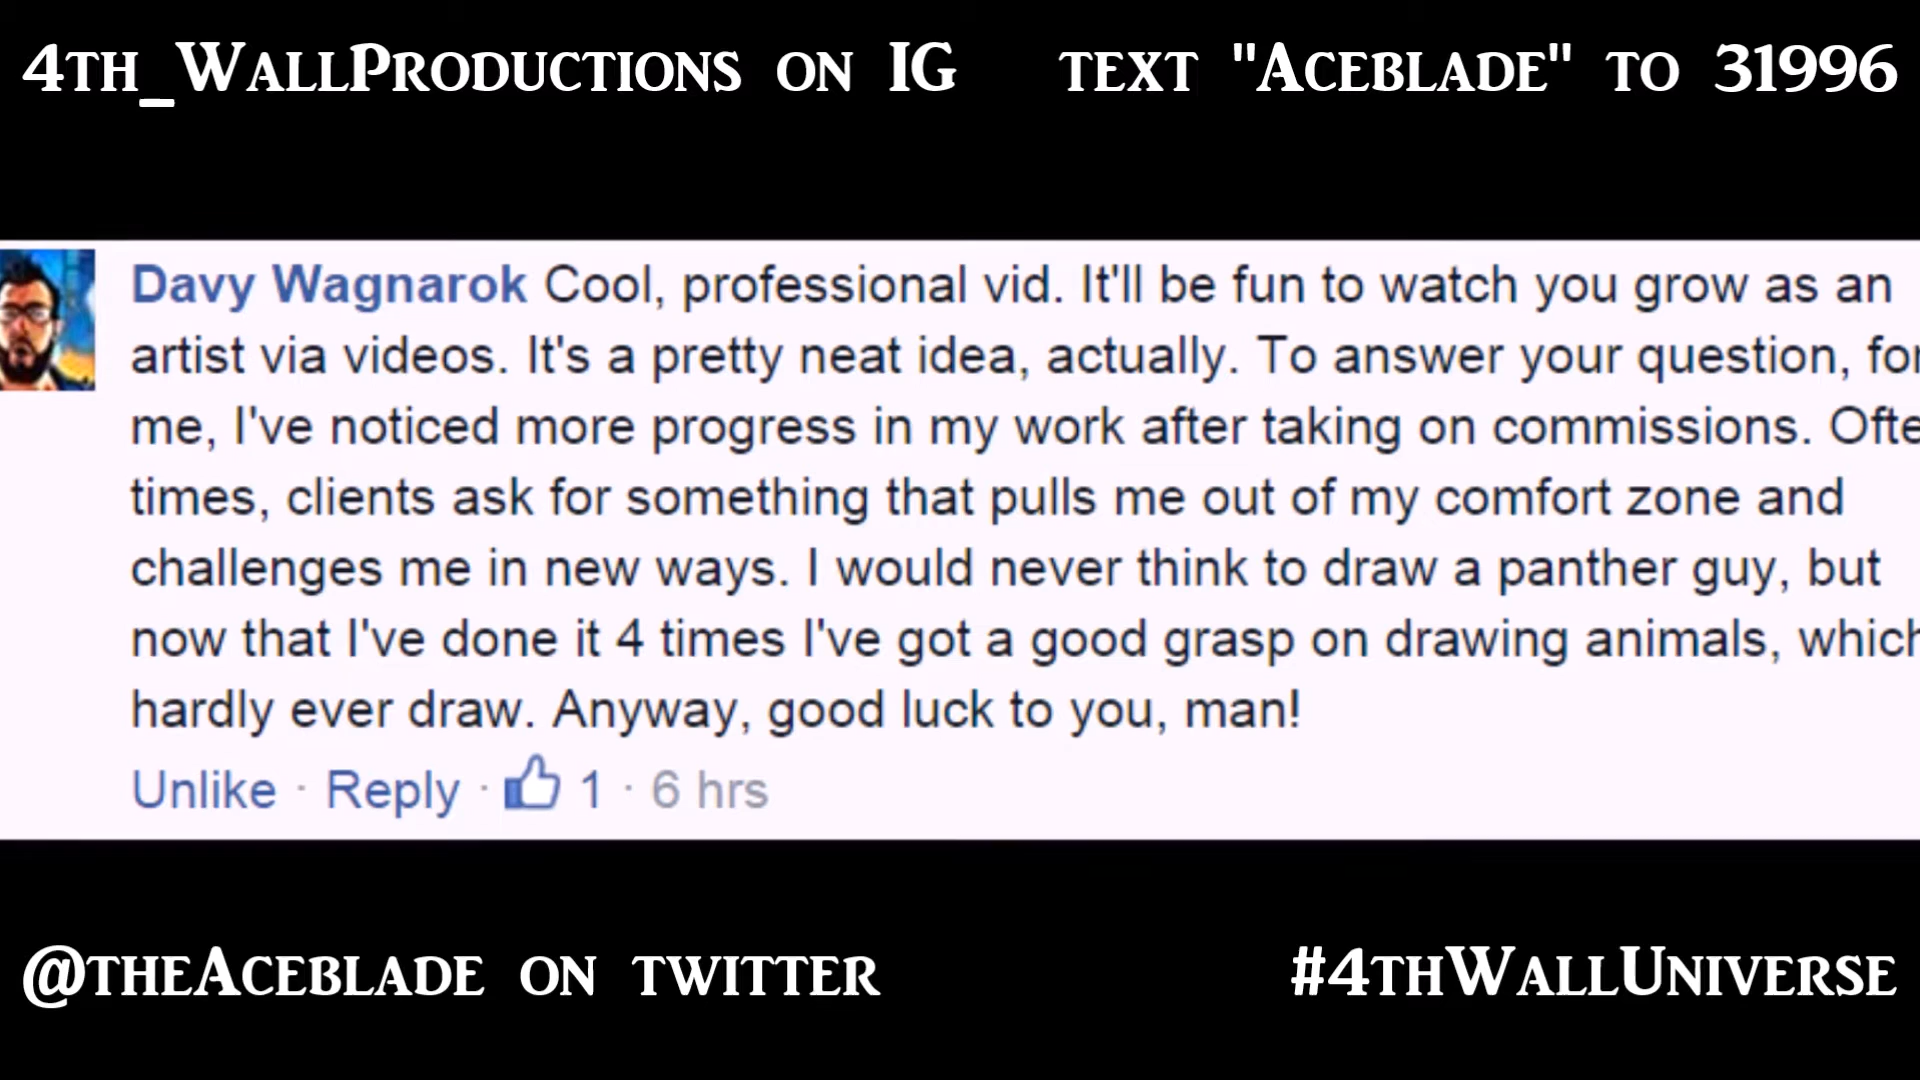 4th_WallProductions on IG text "Aceblade" to 31996
Davy Wagnarok Cool, professional vid. It'll be fun to watch you grow as an
artist via videos. It's a pretty neat idea, actually. To answer your question, for
me, I've noticed more progress in my work after taking on commissions. Ofte
times, clients ask for something that pulls me out of my comfort zone and
challenges me in new ways. I would never think to draw a panther guy, but
now that I've done it 4 times I've got a good grasp on drawing animals, which
hardly ever draw. Anyway, good luck to you, man!
Unlike · Reply · 1 · 6 hrs
@theAceblade on twitter #4thWallUniverse